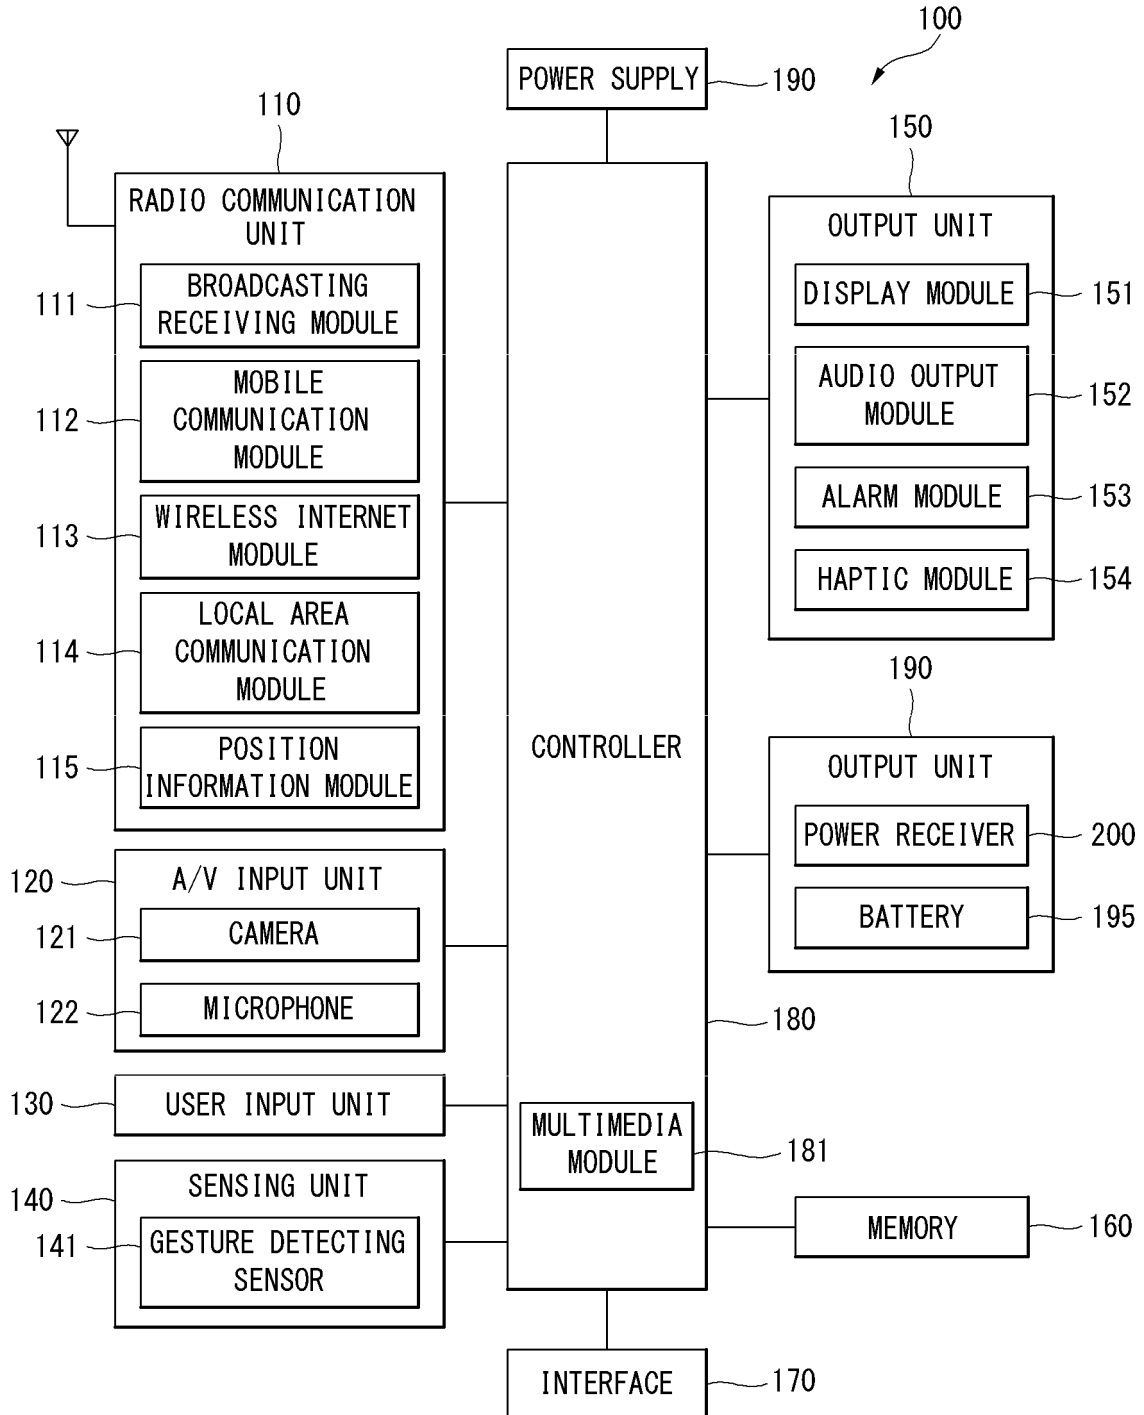 100
POWER SUPPLY
190
110
RADIO COMMUNICATION
UNIT
111
BROADCASTING
RECEIVING MODULE
112
MOBILE
COMMUNICATION
MODULE
113
WIRELESS INTERNET
MODULE
114
LOCAL AREA
COMMUNICATION
MODULE
115
POSITION
INFORMATION MODULE
120
A/V INPUT UNIT
121
CAMERA
122
MICROPHONE
130
USER INPUT UNIT
140
SENSING UNIT
141
GESTURE DETECTING
SENSOR
CONTROLLER
180
MULTIMEDIA
MODULE
181
150
OUTPUT UNIT
DISPLAY MODULE
151
AUDIO OUTPUT
MODULE
152
ALARM MODULE
153
HAPTIC MODULE
154
190
OUTPUT UNIT
POWER RECEIVER
200
BATTERY
195
MEMORY
160
INTERFACE
170